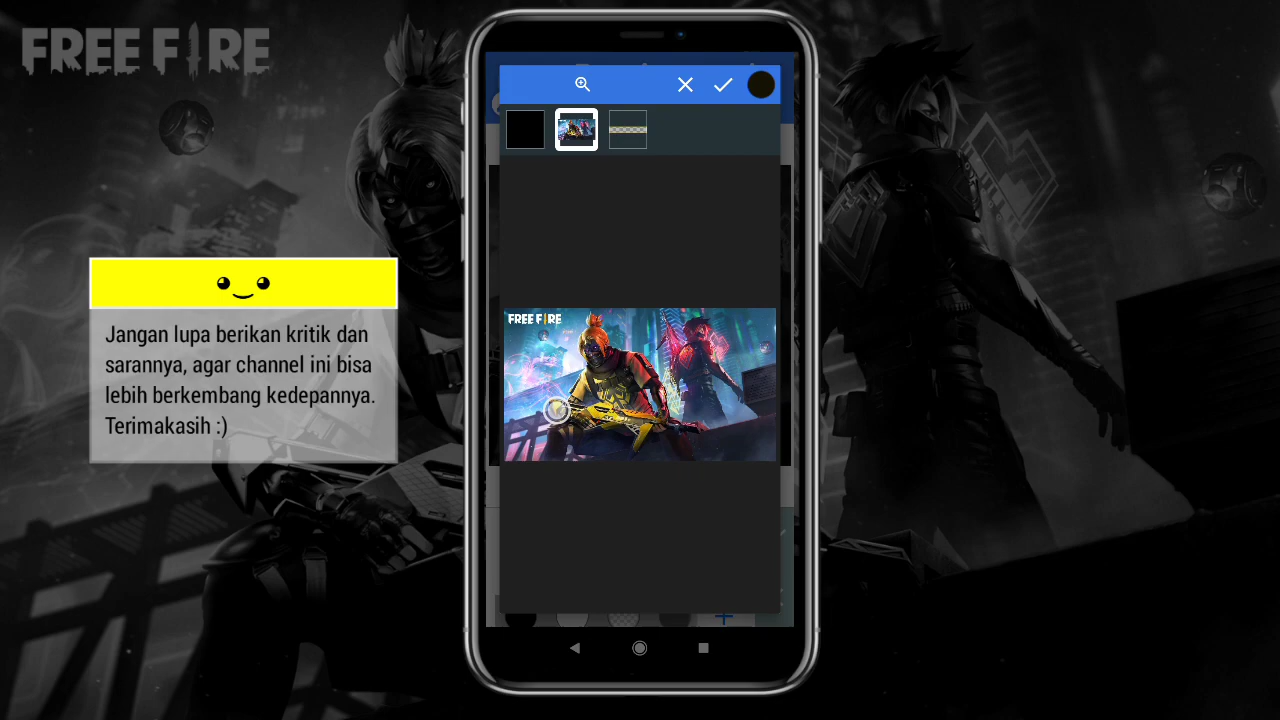 FREE FIRE
Jangan lupa berikan kritik dan
sarannya, agar channel ini bisa
lebih berkembang kedepannya.
Terimakasih :)
FREE FIRE